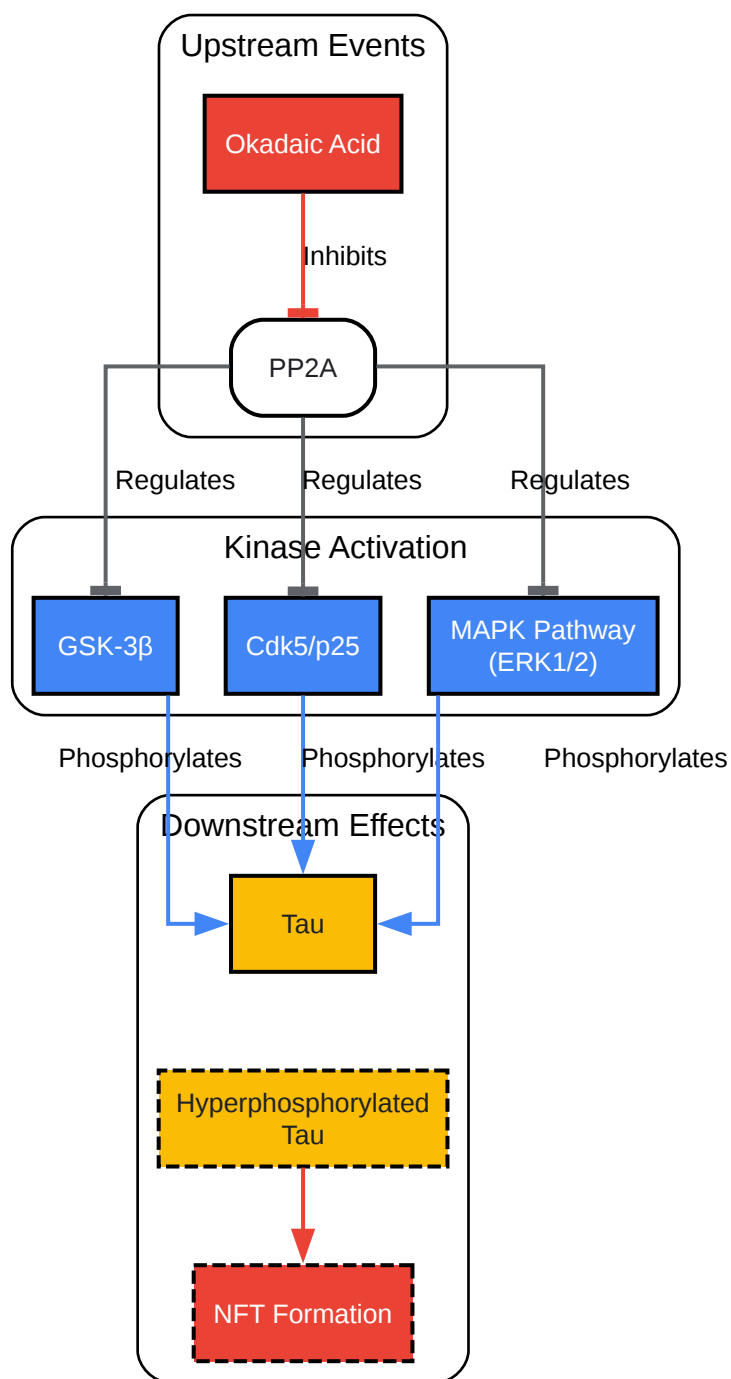 Upstream Events
Okadaic Acid
Inhibits
PP2A
Regulates
Regulates
Regulates
Kinase Activation
GSK-3β
Cdk5/p25
MAPK Pathway
(ERK1/2)
Phosphorylates
Phosphorylates
Phosphorylates
Downstream Effects
Tau
Hyperphosphorylated
Tau
NFT Formation